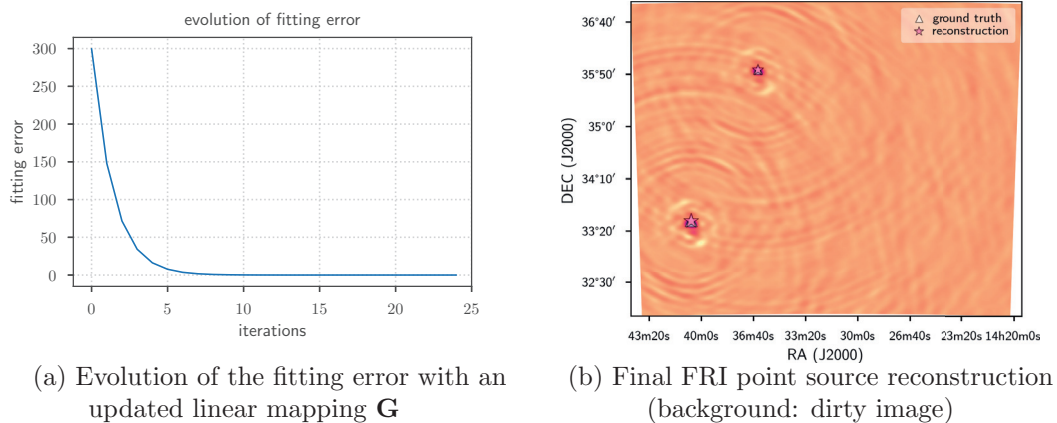 evolution of fitting error
300
250
200
150
100
50
0
fitting error
0
5
10
15
20
25
iterations
(a) Evolution of the fitting error with an
updated linear mapping G
ground truth
reconstruction
36°40′
35°50′
35°0′
34°10′
33°20′
32°30′
DEC (J2000)
43m20s 40m0s 36m40s 33m20s 30m0s 26m40s 23m20s 14h20m0s
RA (J2000)
(b) Final FRI point source reconstruction
(background: dirty image)